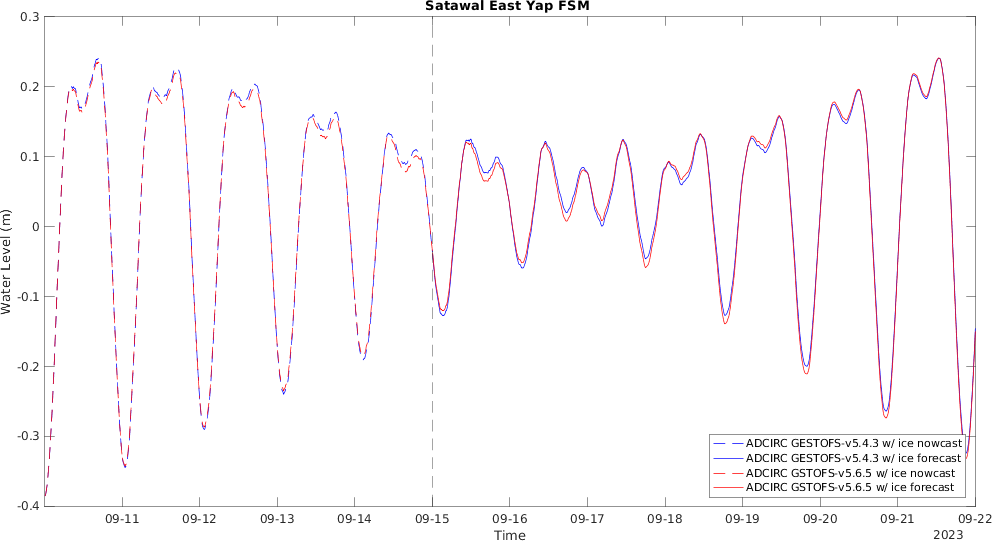 Satawal East Yap FSM
0.3
0.2
0.1
0
-0.1
-0.2
-0.3
-0.4
Water Level (m)
ADCIRC GESTOFS-v5.4.3 w/ ice nowcast
ADCIRC GESTOFS-v5.4.3 w/ ice forecast
ADCIRC GSTOFS-v5.6.5 w/ ice nowcast
ADCIRC GSTOFS-v5.6.5 w/ ice forecast
09-11 09-12 09-13 09-14 09-15 09-16 09-17 09-18 09-19 09-20 09-21 09-22
Time
2023